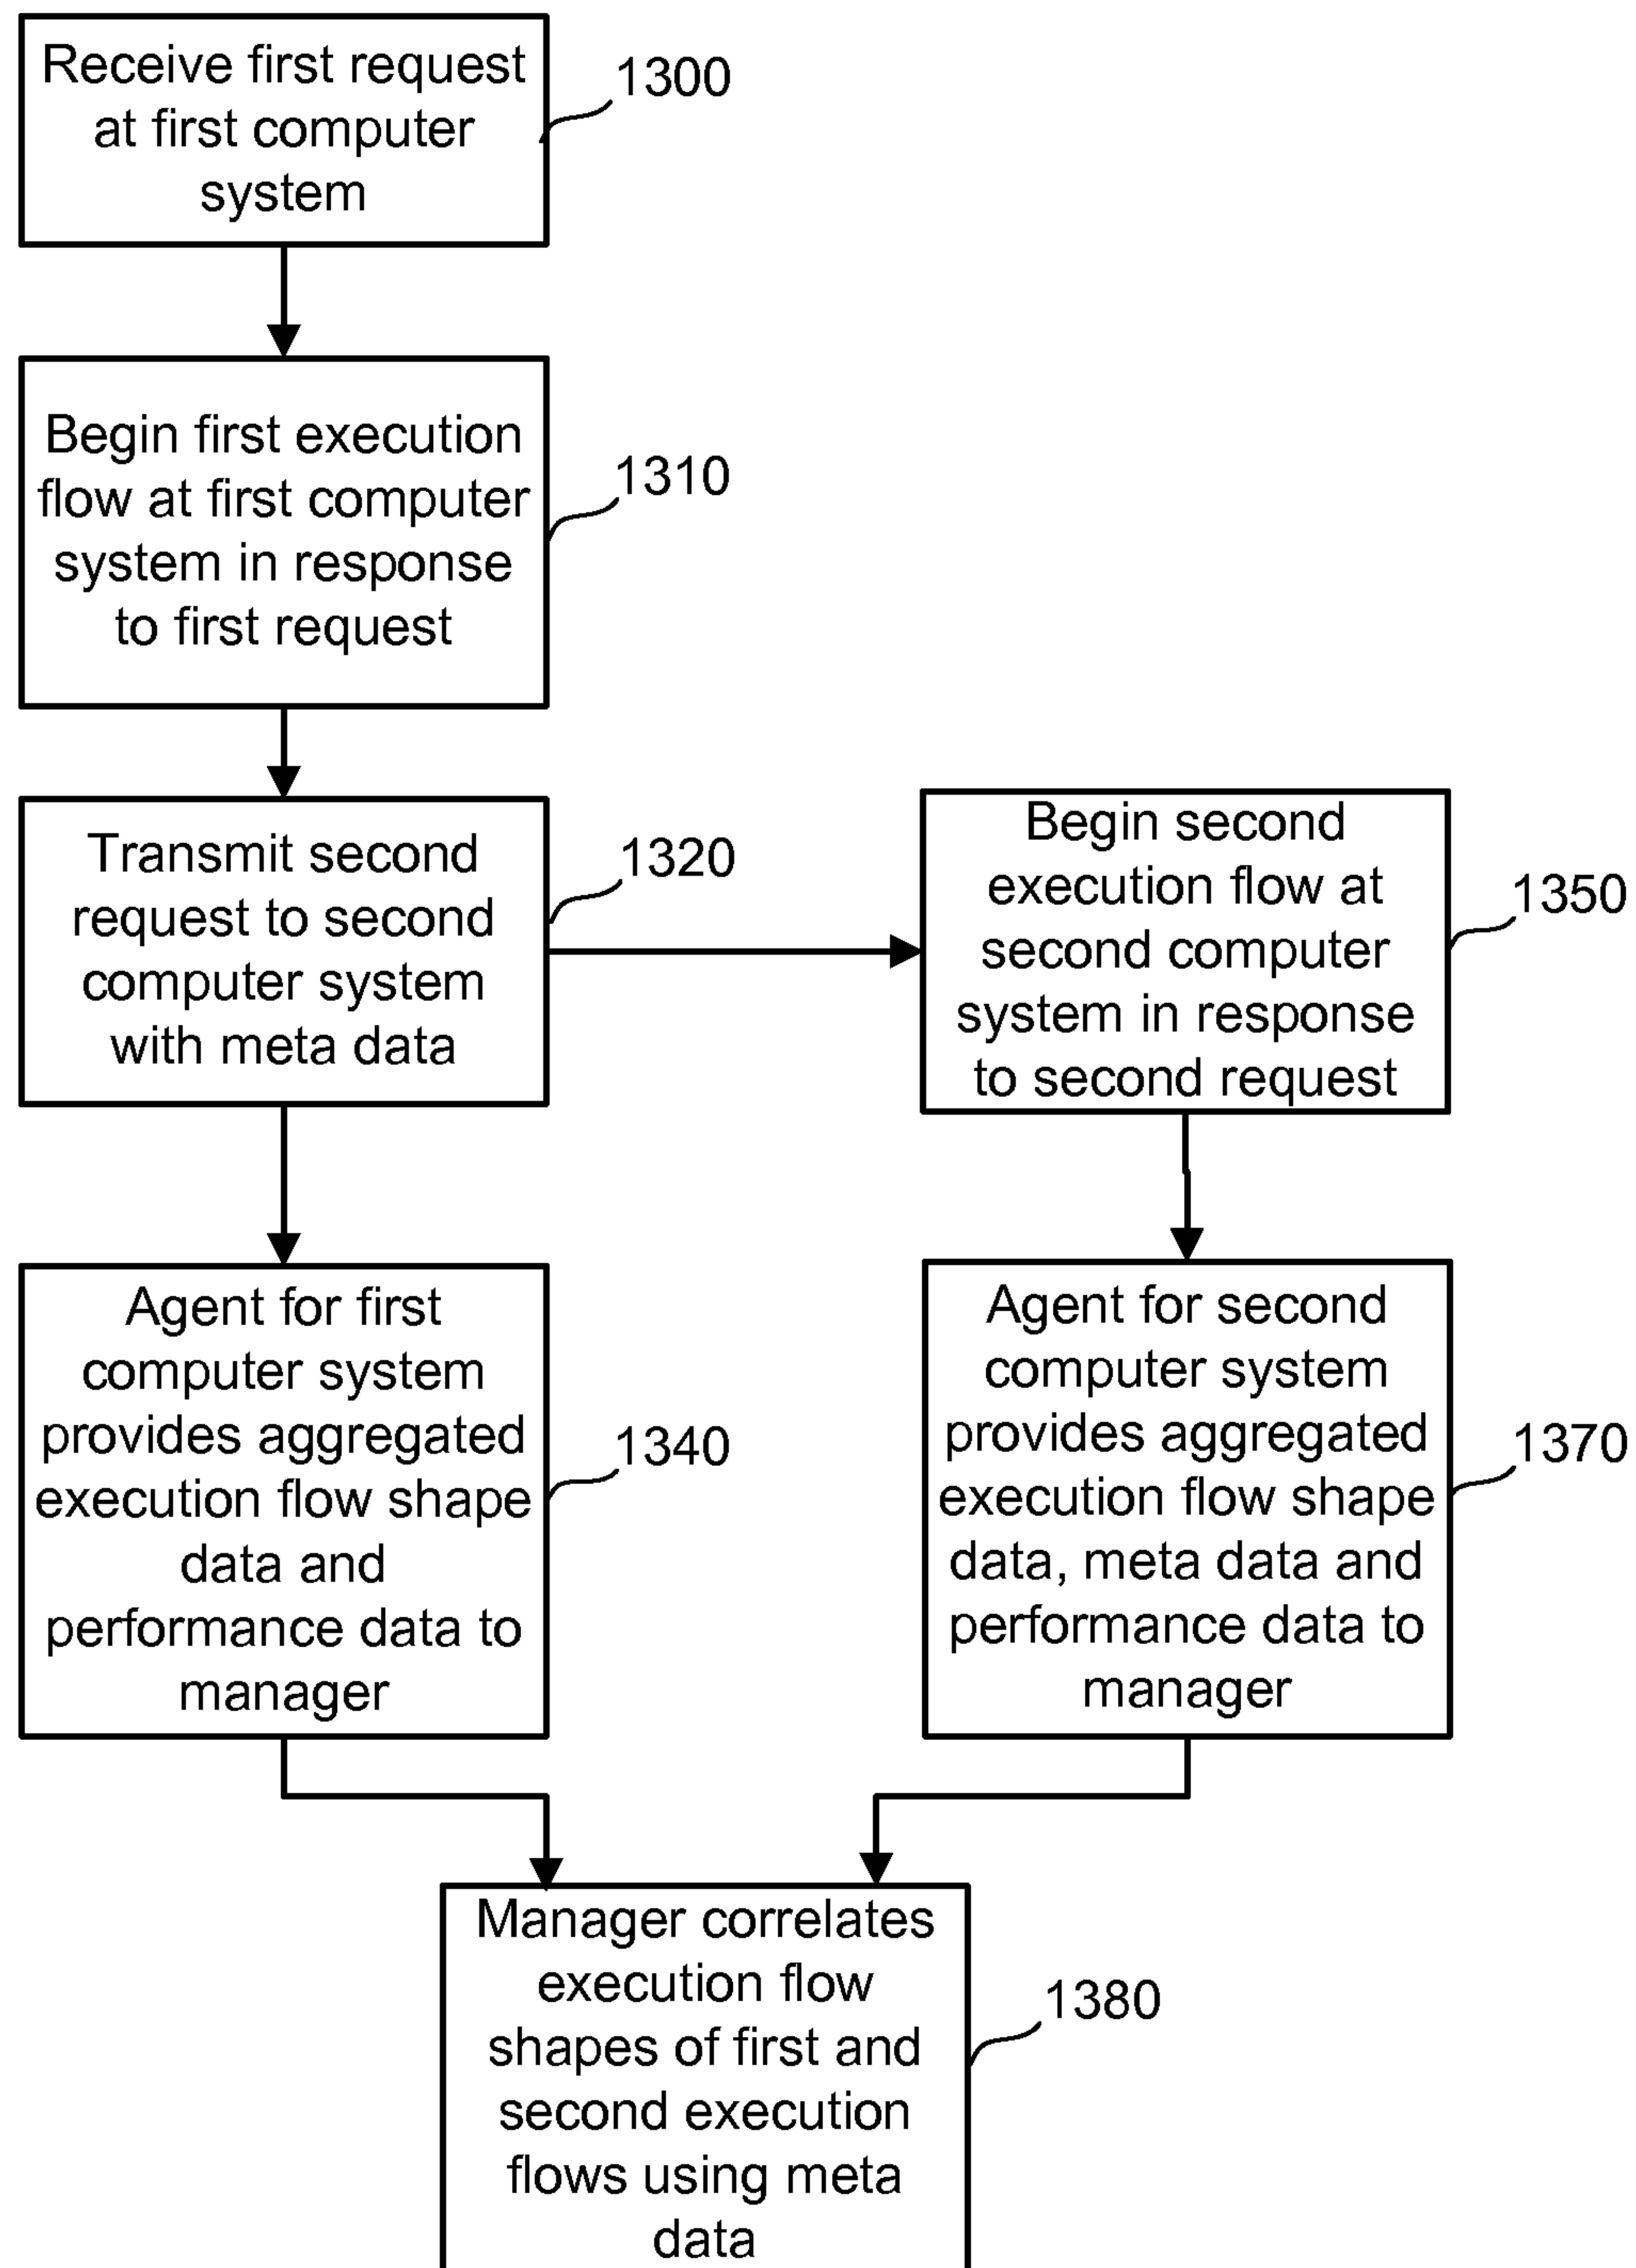 Receive first request
at first computer
system
1300
Begin first execution
flow at first computer
system in response
to first request
1310
Transmit second
request to second
computer system
with meta data
1320
Begin second
execution flow at
second computer
system in response
to second request
1350
Agent for first
computer system
provides aggregated
execution flow shape
data and
performance data to
manager
1340
Agent for second
computer system
provides aggregated
execution flow shape
data, meta data and
performance data to
manager
1370
Manager correlates
execution flow
shapes of first and
second execution
flows using meta
data
1380